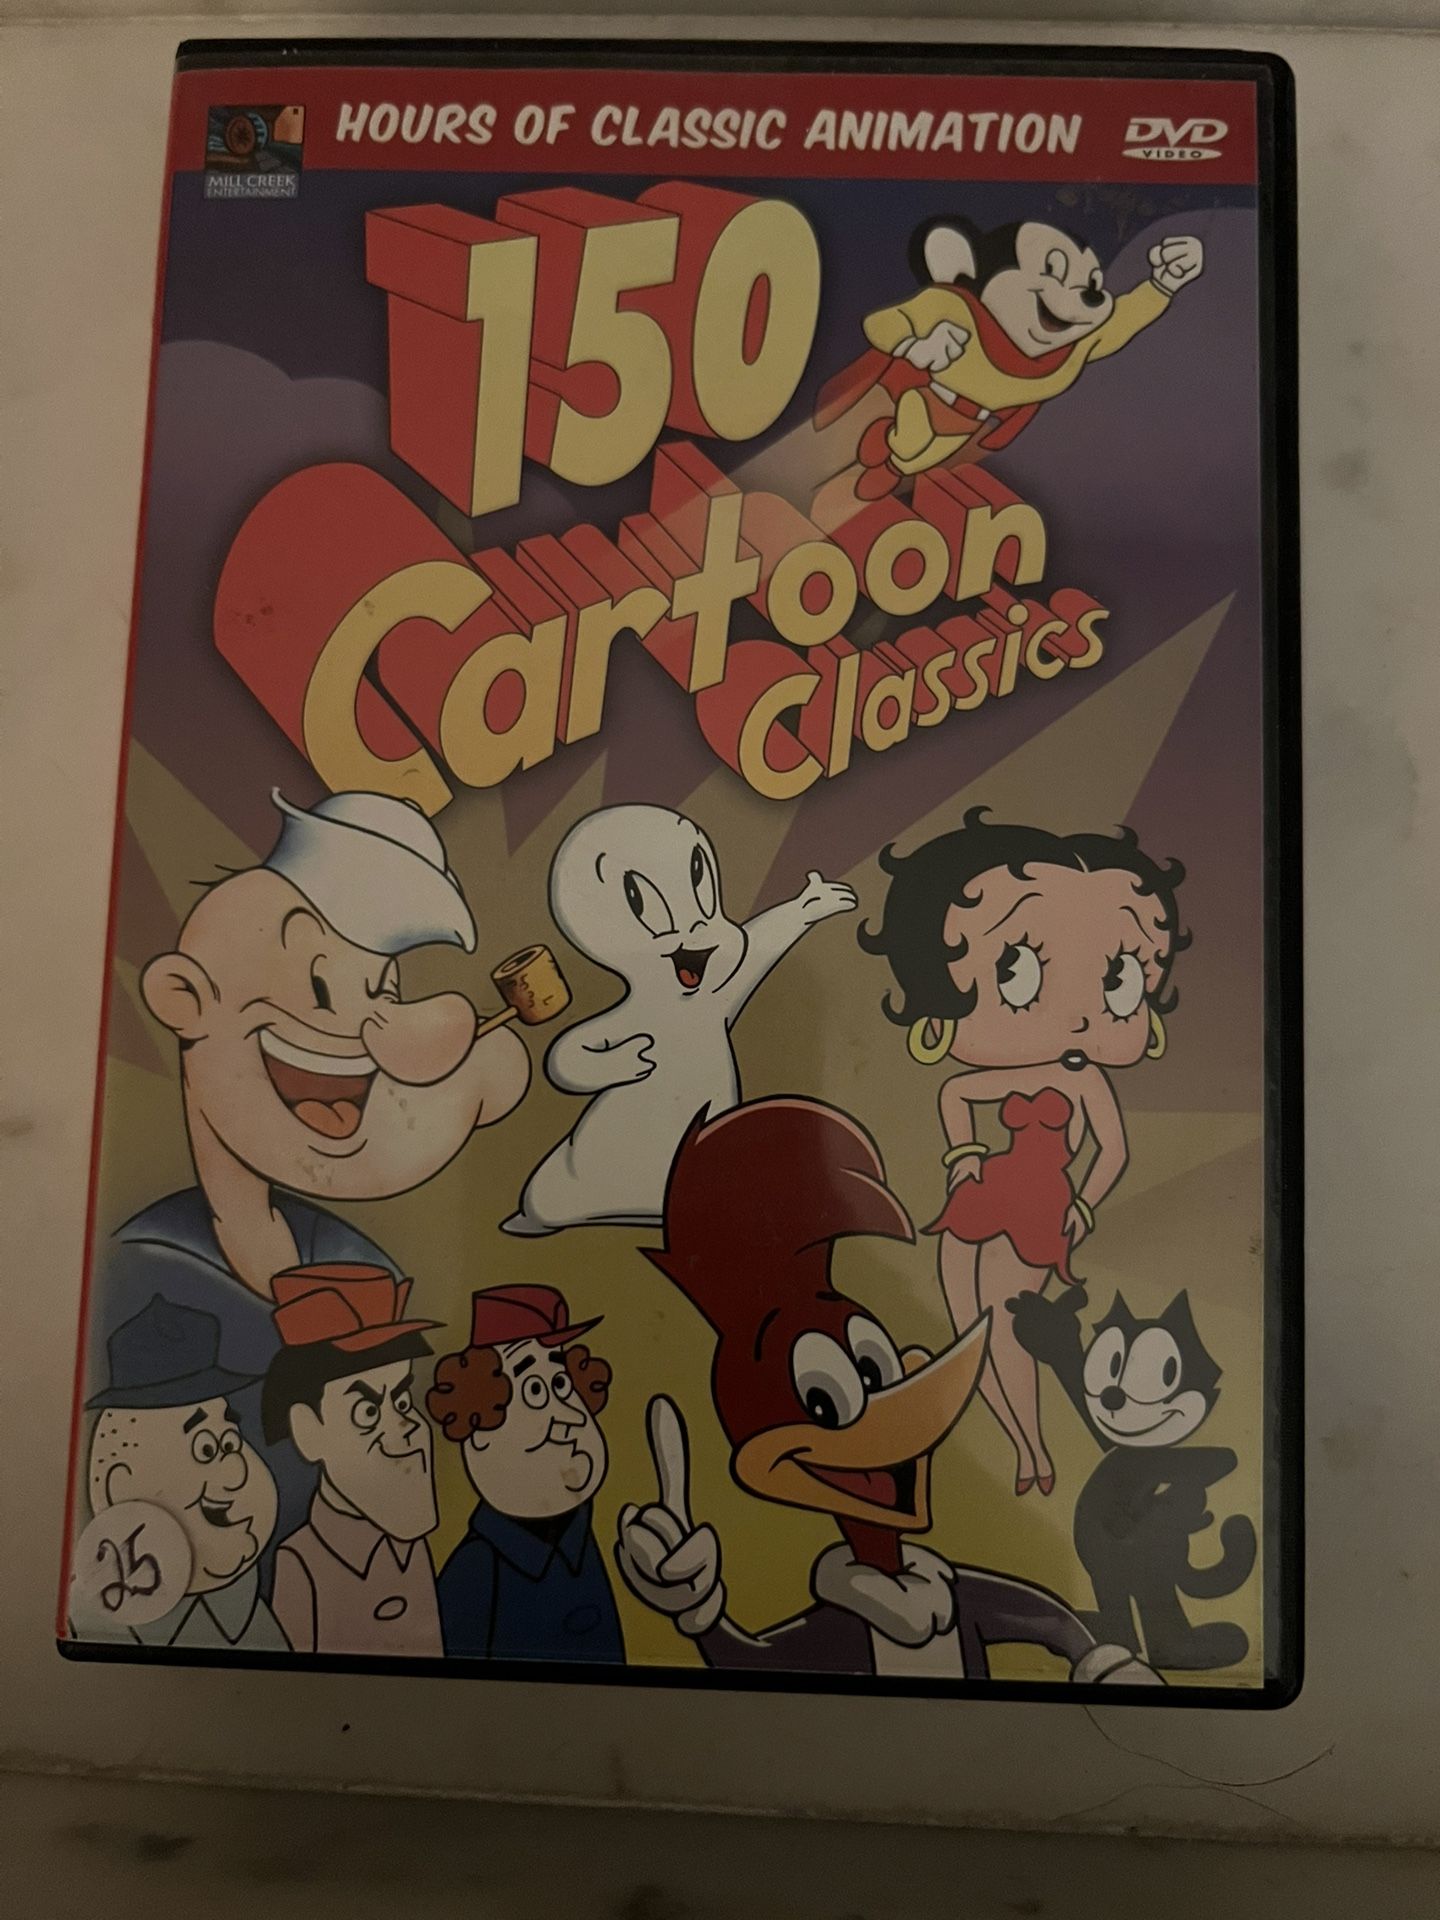 HOURS OF CLASSIC ANIMATION
DVD
VIDEO
MILL CREEK
ENTERTAINMENT
150
Cartoon
Classics
25